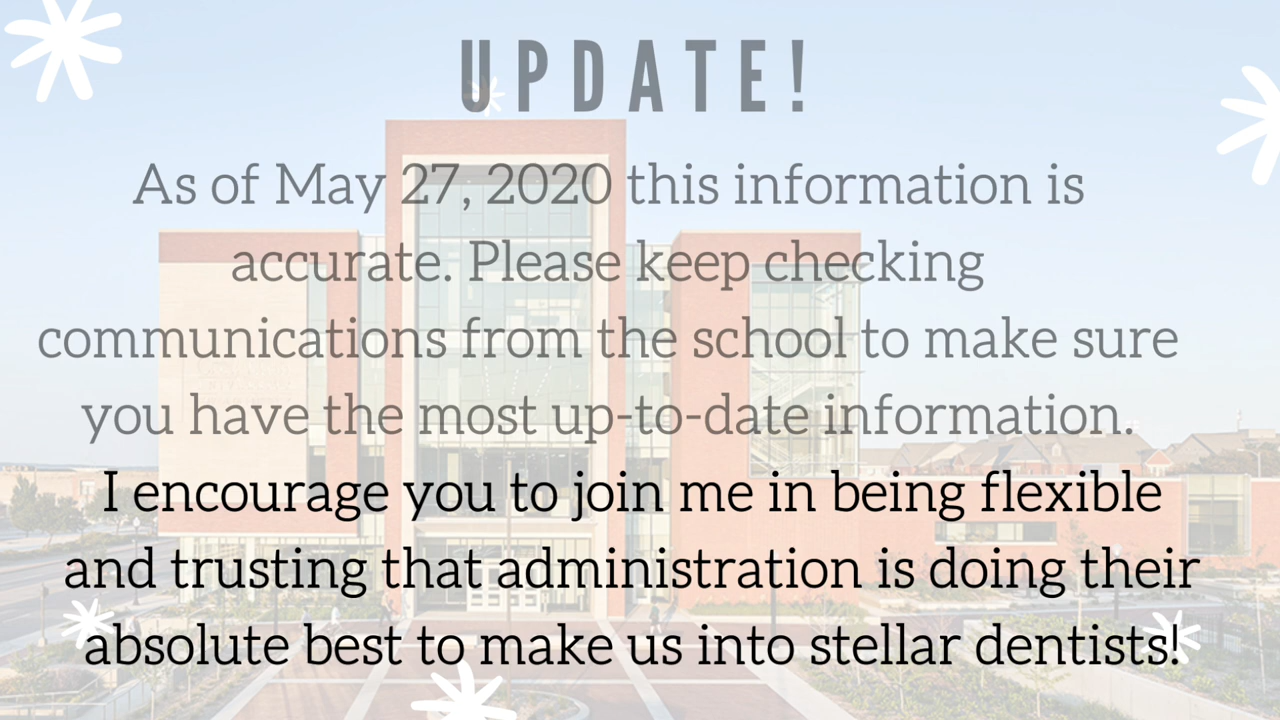 UPDATE!
As of May 27, 2020 this information is
accurate. Please keep checking
communications from the school to make sure
you have the most up-to-date information.
I encourage you to join me in being flexible
and trusting that administration is doing their
absolute best to make us into stellar dentists!